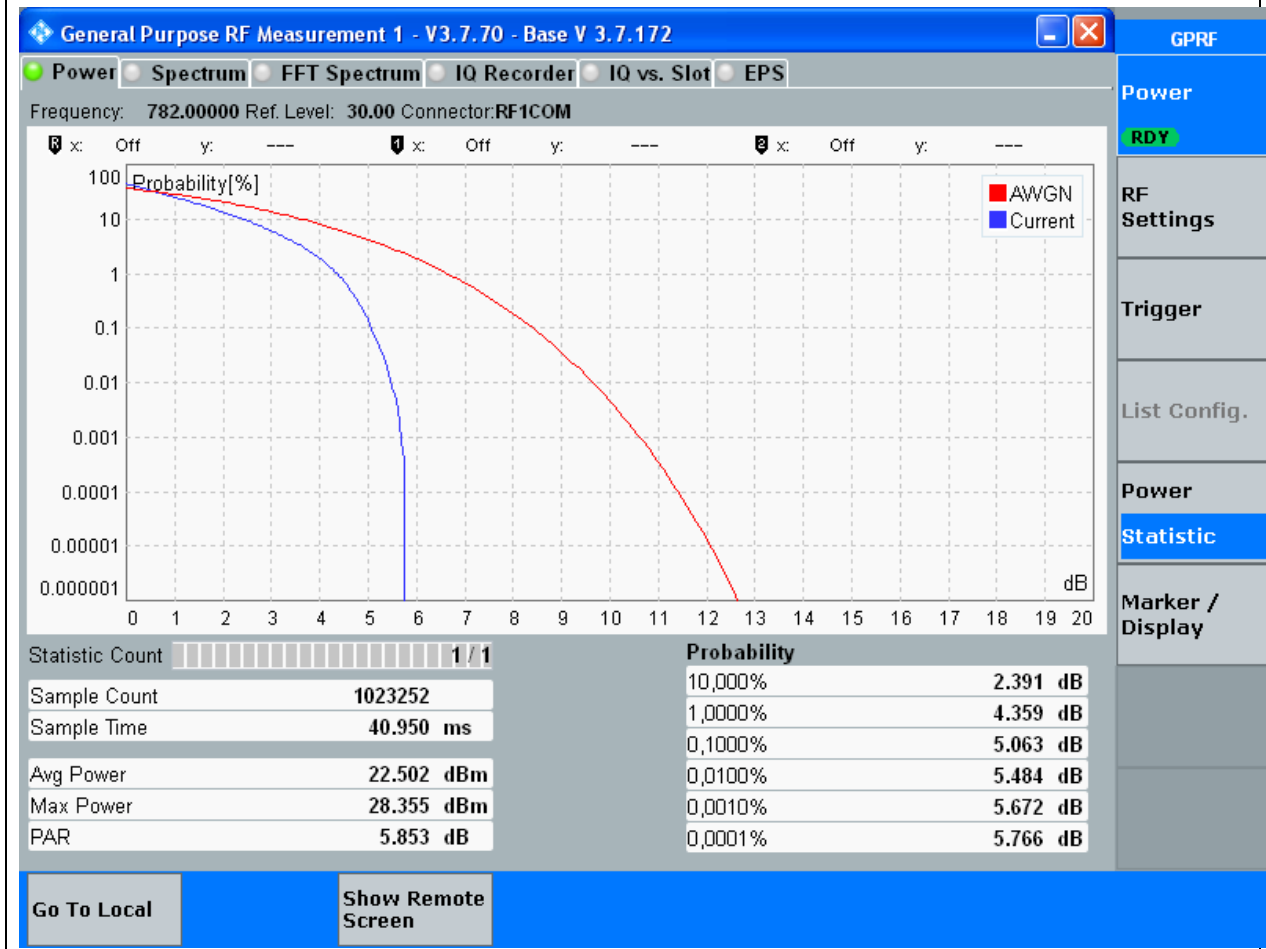 General Purpose RF Measurement 1 - V3.7.70 - Base V 3.7.172
GPRF
Power Spectrum FFT Spectrum IQ Recorder IQ vs. Slot EPS
Frequency: 782.00000 Ref. Level: 30.00 Connector:RF1COM
R x: Off y: --- 1 x: Off y: --- 2 x: Off y: ---
Probability[%]
100
10
1
0.1
0.01
0.001
0.0001
0.00001
0.000001
AWGN
Current
dB
0 1 2 3 4 5 6 7 8 9 10 11 12 13 14 15 16 17 18 19 20
Statistic Count 1 / 1
Sample Count 1023252
Sample Time 40.950 ms
Avg Power 22.502 dBm
Max Power 28.355 dBm
PAR 5.853 dB
Probability
10,000% 2.391 dB
1,0000% 4.359 dB
0,1000% 5.063 dB
0,0100% 5.484 dB
0,0010% 5.672 dB
0,0001% 5.766 dB
Power
RDY
RF
Settings
Trigger
List Config.
Power
Statistic
Marker /
Display
Go To Local
Show Remote
Screen